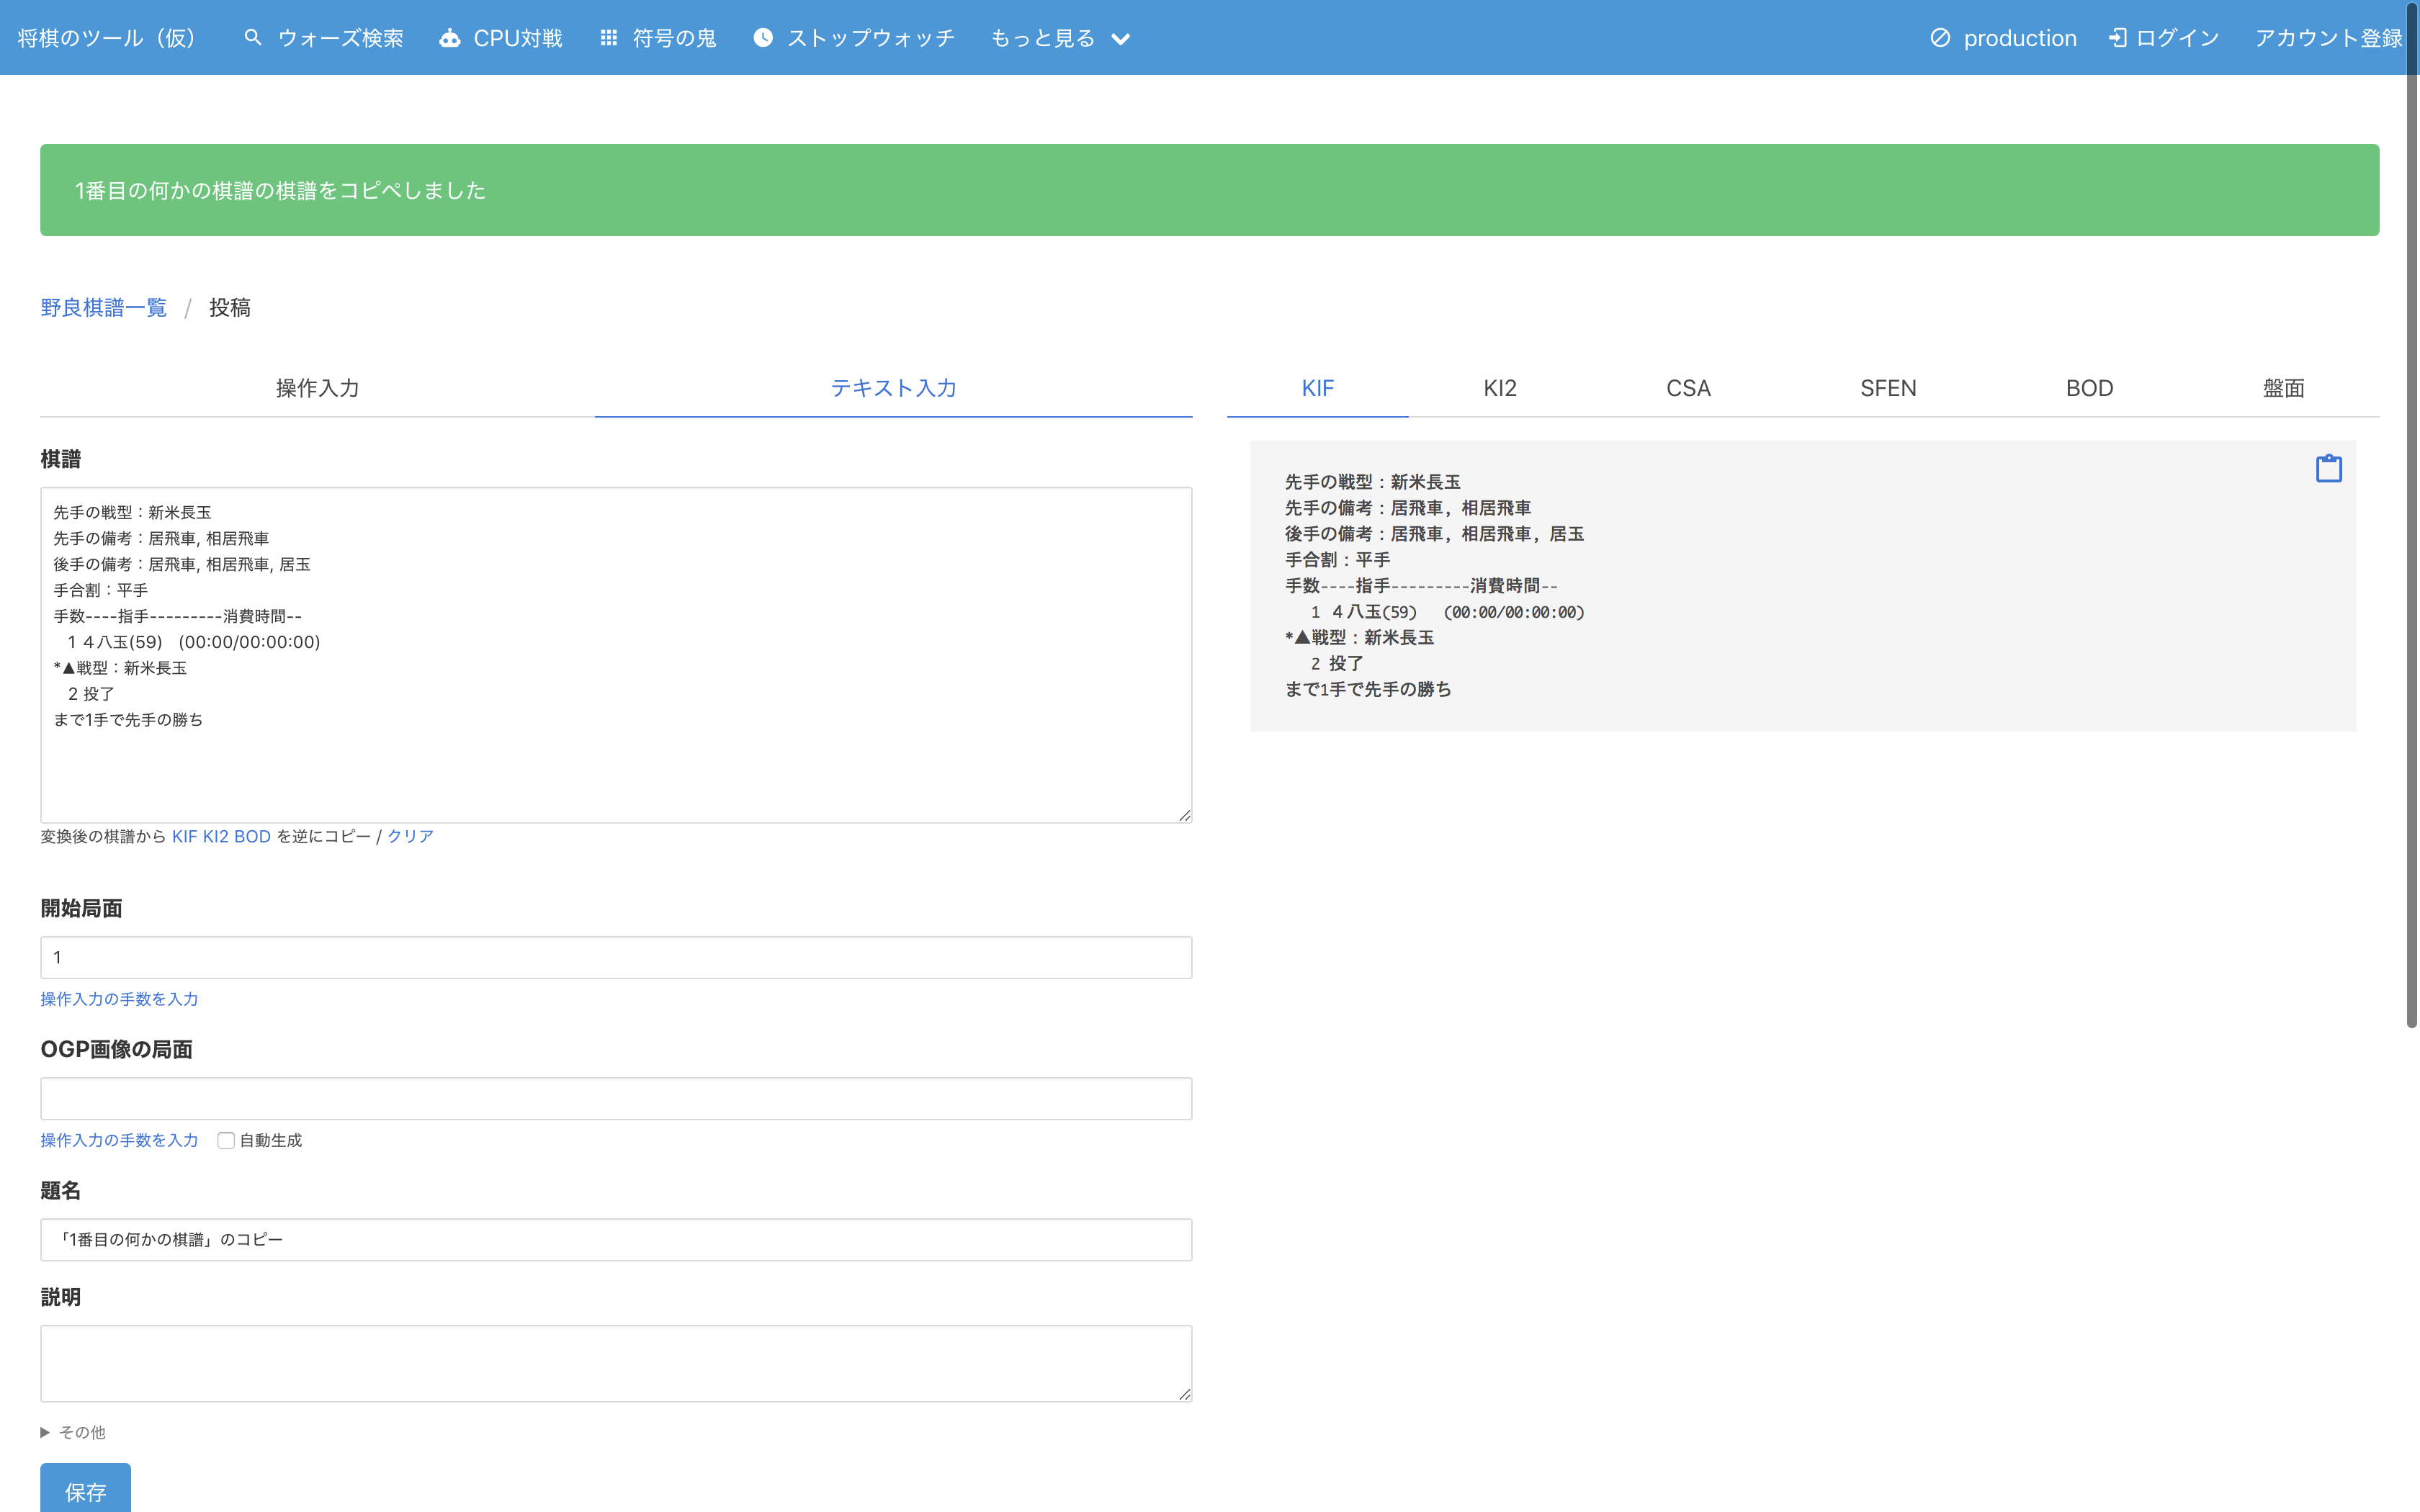 将棋のツール（仮） ウォーズ検索 CPU対戦 符号の鬼 ストップウォッチ もっと見る production ログイン アカウント登録
1番目の何かの棋譜の棋譜をコピペしました
野良棋譜一覧 / 投稿
操作入力 テキスト入力
棋譜
先手の戦型：新米長玉
先手の備考：居飛車, 相居飛車
後手の備考：居飛車, 相居飛車, 居玉
手合割：平手
手数----指手---------消費時間--
1 ４八玉(59) (00:00/00:00:00)
*▲戦型：新米長玉
2 投了
まで1手で先手の勝ち
変換後の棋譜から KIF KI2 BOD を逆にコピー / クリア
開始局面
1
操作入力の手数を入力
OGP画像の局面
操作入力の手数を入力 自動生成
題名
「1番目の何かの棋譜」のコピー
説明
▶ その他
保存
KIF KI2 CSA SFEN BOD 盤面
先手の戦型：新米長玉
先手の備考：居飛車, 相居飛車
後手の備考：居飛車, 相居飛車, 居玉
手合割：平手
手数----指手---------消費時間--
1 ４八玉(59) (00:00/00:00:00)
*▲戦型：新米長玉
2 投了
まで1手で先手の勝ち